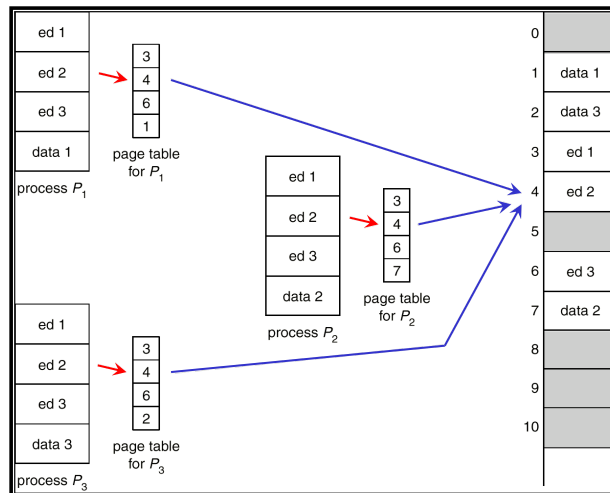 ed 1
ed 2
ed 3
data 1
process P1
3
4
6
1
page table
for P1
ed 1
ed 2
ed 3
data 2
process P2
3
4
6
7
page table
for P2
ed 1
ed 2
ed 3
data 3
process P3
3
4
6
2
page table
for P3
0
1 data 1
2 data 3
3 ed 1
4 ed 2
5
6 ed 3
7 data 2
8
9
10